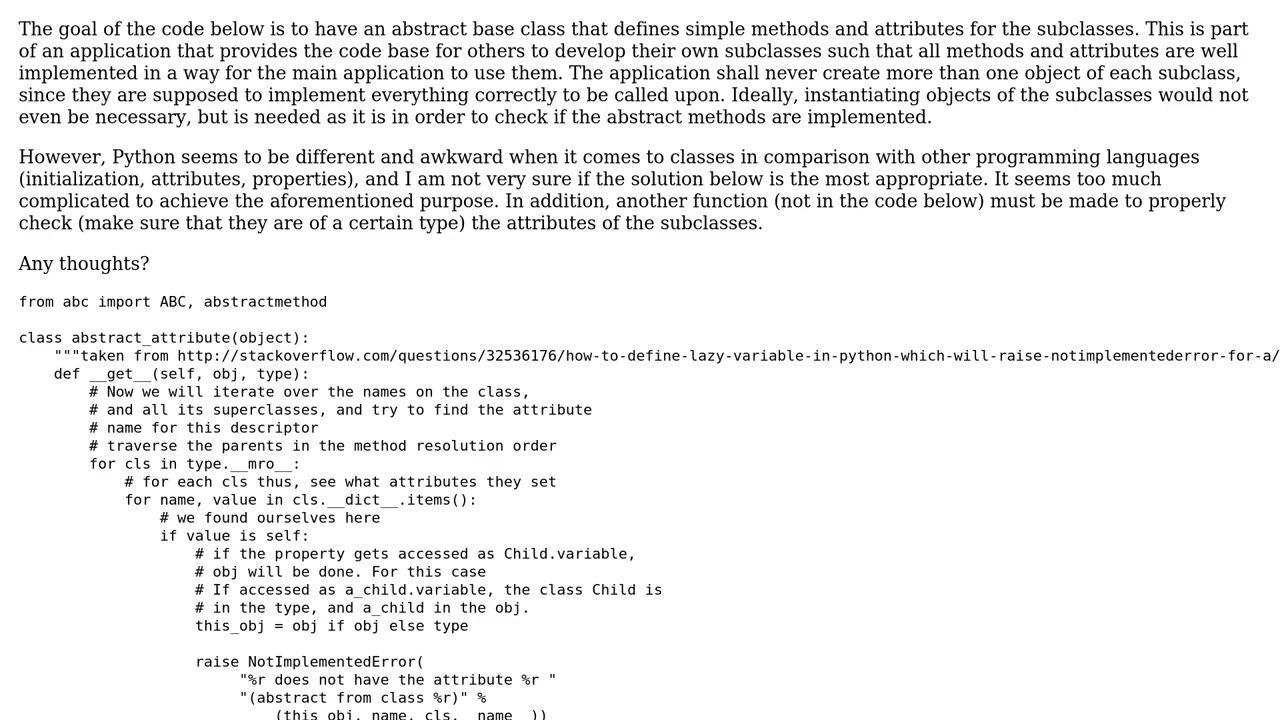 The goal of the code below is to have an abstract base class that defines simple methods and attributes for the subclasses. This is part
of an application that provides the code base for others to develop their own subclasses such that all methods and attributes are well
implemented in a way for the main application to use them. The application shall never create more than one object of each subclass,
since they are supposed to implement everything correctly to be called upon. Ideally, instantiating objects of the subclasses would not
even be necessary, but is needed as it is in order to check if the abstract methods are implemented.
However, Python seems to be different and awkward when it comes to classes in comparison with other programming languages
(initialization, attributes, properties), and I am not very sure if the solution below is the most appropriate. It seems too much
complicated to achieve the aforementioned purpose. In addition, another function (not in the code below) must be made to properly
check (make sure that they are of a certain type) the attributes of the subclasses.
Any thoughts?
from abc import ABC, abstractmethod
class abstract_attribute(object):
    """taken from http://stackoverflow.com/questions/32536176/how-to-define-lazy-variable-in-python-which-will-raise-notimplementederror-for-a/
    def __get__(self, obj, type):
        # Now we will iterate over the names on the class,
        # and all its superclasses, and try to find the attribute
        # name for this descriptor
        # traverse the parents in the method resolution order
        for cls in type.__mro__:
            # for each cls thus, see what attributes they set
            for name, value in cls.__dict__.items():
                # we found ourselves here
                if value is self:
                    # if the property gets accessed as Child.variable,
                    # obj will be done. For this case
                    # If accessed as a_child.variable, the class Child is
                    # in the type, and a_child in the obj.
                    this_obj = obj if obj else type
                    raise NotImplementedError(
                         "%r does not have the attribute %r "
                         "(abstract from class %r)" %
                             (this_obj, name, cls.__name__))